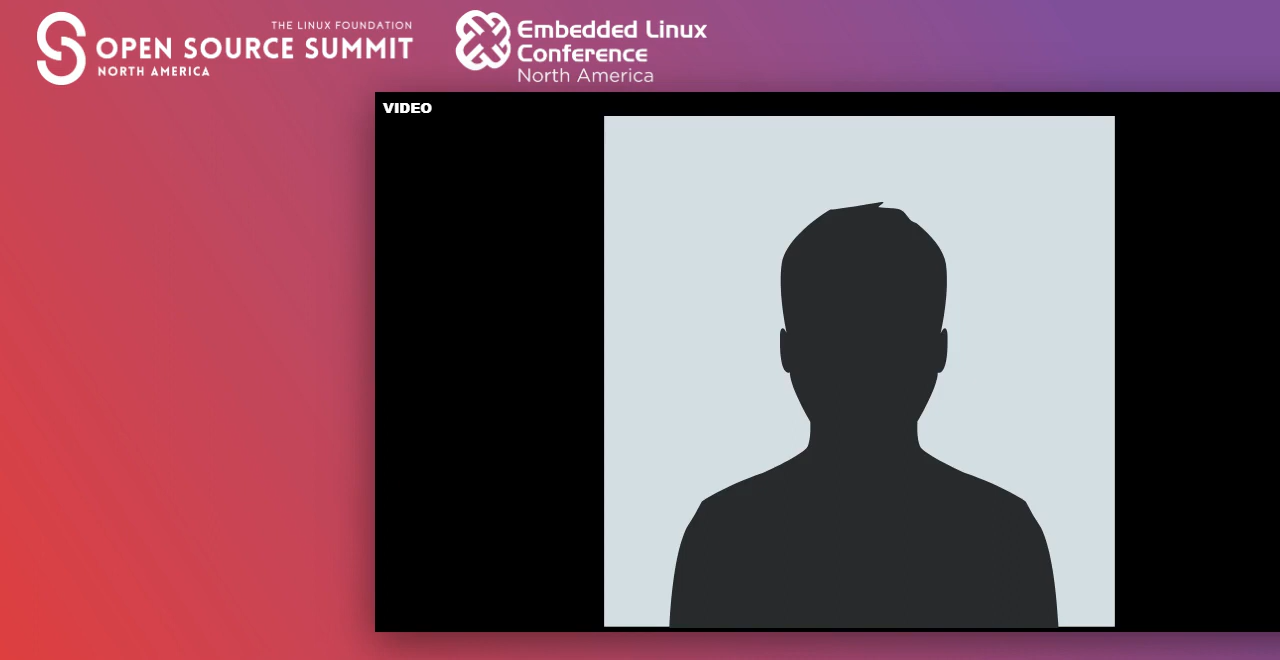 THE LINUX FOUNDATION
OPEN SOURCE SUMMIT
NORTH AMERICA
Embedded Linux
Conference
North America
VIDEO